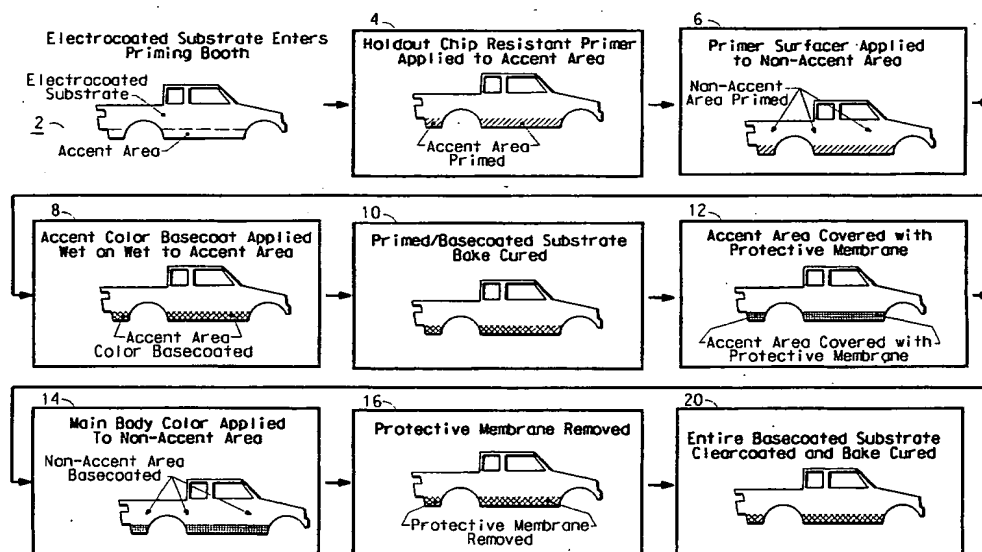 Electrocoated Substrate Enters
Priming Booth
Electrocoated
Substrate
2
Accent Area
4
Holdout Chip Resistant Primer
Applied to Accent Area
Accent Area
Primed
6
Primer Surfacer Applied
to Non-Accent Area
Non-Accent
Area Primed
8
Accent Color Basecoat Applied
Wet on Wet to Accent Area
Accent Area
Color Basecoated
10
Primed/Basecoated Substrate
Bake Cured
12
Accent Area Covered with
Protective Membrane
Accent Area Covered with
Protective Membrane
14
Main Body Color Applied
To Non-Accent Area
Non-Accent Area
Basecoated
16
Protective Membrane Removed
Protective Membrane
Removed
20
Entire Basecoated Substrate
Clearcoated and Bake Cured